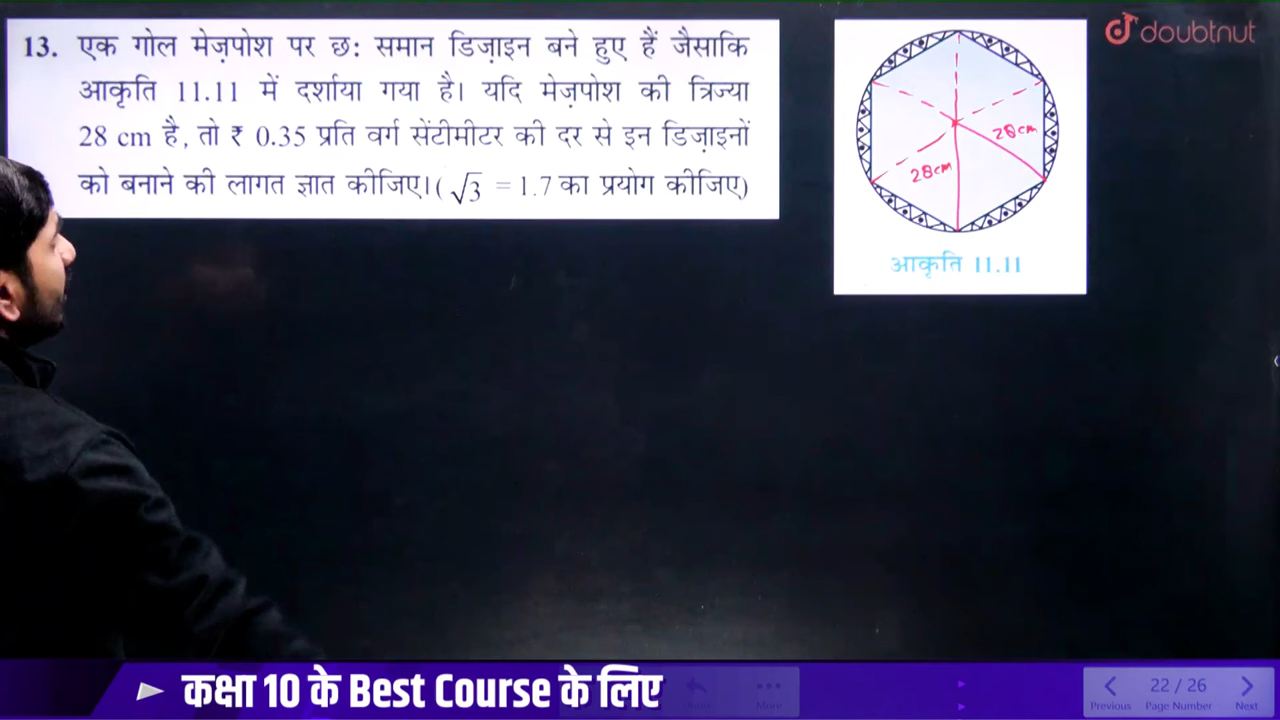 13. एक गोल मेज़पोश पर छः समान डिज़ाइन बने हुए हैं जैसाकि
आकृति 11.11 में दर्शाया गया है। यदि मेज़पोश की त्रिज्या
28 cm है, तो ₹ 0.35 प्रति वर्ग सेंटीमीटर की दर से इन डिज़ाइनों
को बनाने की लागत ज्ञात कीजिए। ( √3 = 1.7 का प्रयोग कीजिए)
28cm
28cm
आकृति 11.11
doubtnut
कक्षा 10 के Best Course के लिए
More
22 / 26
Previous Page Number Next